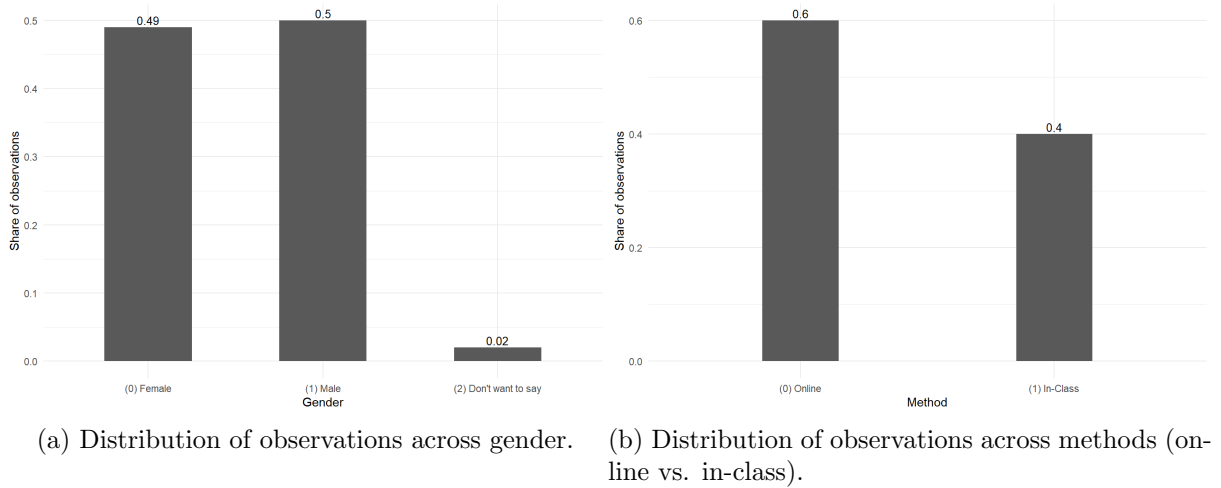 0.49
0.5
0.02
0.5
0.4
0.3
0.2
0.1
0.0
Share of observations
(0) Female
(1) Male
(2) Don't want to say
Gender
(a) Distribution of observations across gender.
0.6
0.4
0.6
0.4
0.2
0.0
Share of observations
(0) Online
(1) In-Class
Method
(b) Distribution of observations across methods (on-
line vs. in-class).